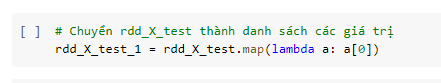 [ ] # Chuyển rdd_X_test thành danh sách các giá trị
rdd_X_test_1 = rdd_X_test.map(lambda a: a[0])